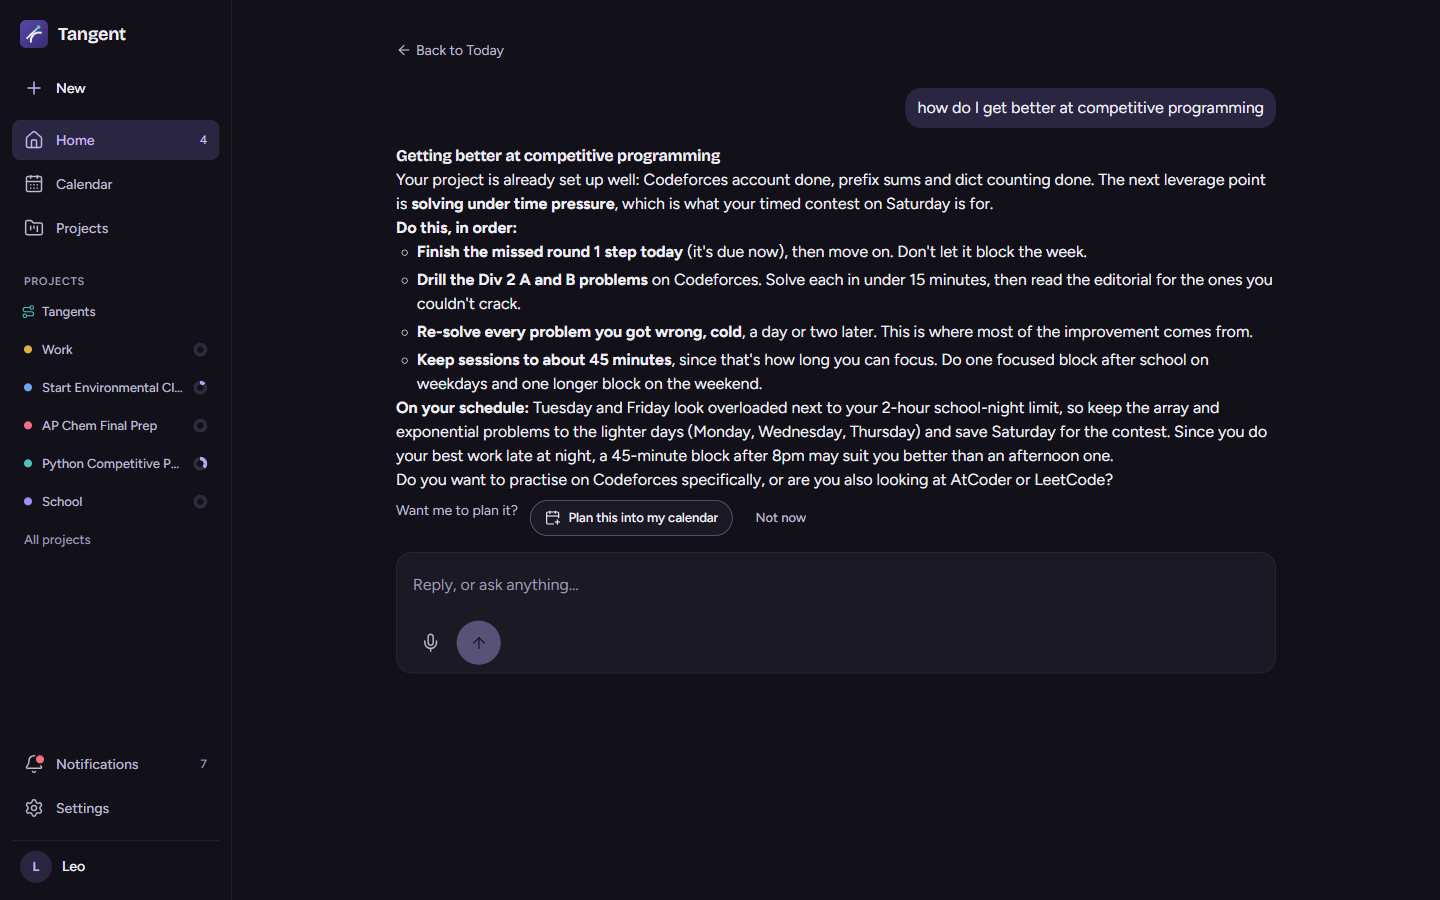 Tangent
New
Home 4
Calendar
Projects
PROJECTS
Tangents
Work
Start Environmental Cl...
AP Chem Final Prep
Python Competitive P...
School
All projects
Notifications 7
Settings
L Leo
Back to Today
how do I get better at competitive programming
Getting better at competitive programming
Your project is already set up well: Codeforces account done, prefix sums and dict counting done. The next leverage point
is solving under time pressure, which is what your timed contest on Saturday is for.
Do this, in order:
Finish the missed round 1 step today (it's due now), then move on. Don't let it block the week.
Drill the Div 2 A and B problems on Codeforces. Solve each in under 15 minutes, then read the editorial for the ones you
couldn't crack.
Re-solve every problem you got wrong, cold, a day or two later. This is where most of the improvement comes from.
Keep sessions to about 45 minutes, since that's how long you can focus. Do one focused block after school on
weekdays and one longer block on the weekend.
On your schedule: Tuesday and Friday look overloaded next to your 2-hour school-night limit, so keep the array and
exponential problems to the lighter days (Monday, Wednesday, Thursday) and save Saturday for the contest. Since you do
your best work late at night, a 45-minute block after 8pm may suit you better than an afternoon one.
Do you want to practise on Codeforces specifically, or are you also looking at AtCoder or LeetCode?
Want me to plan it? Plan this into my calendar Not now
Reply, or ask anything...